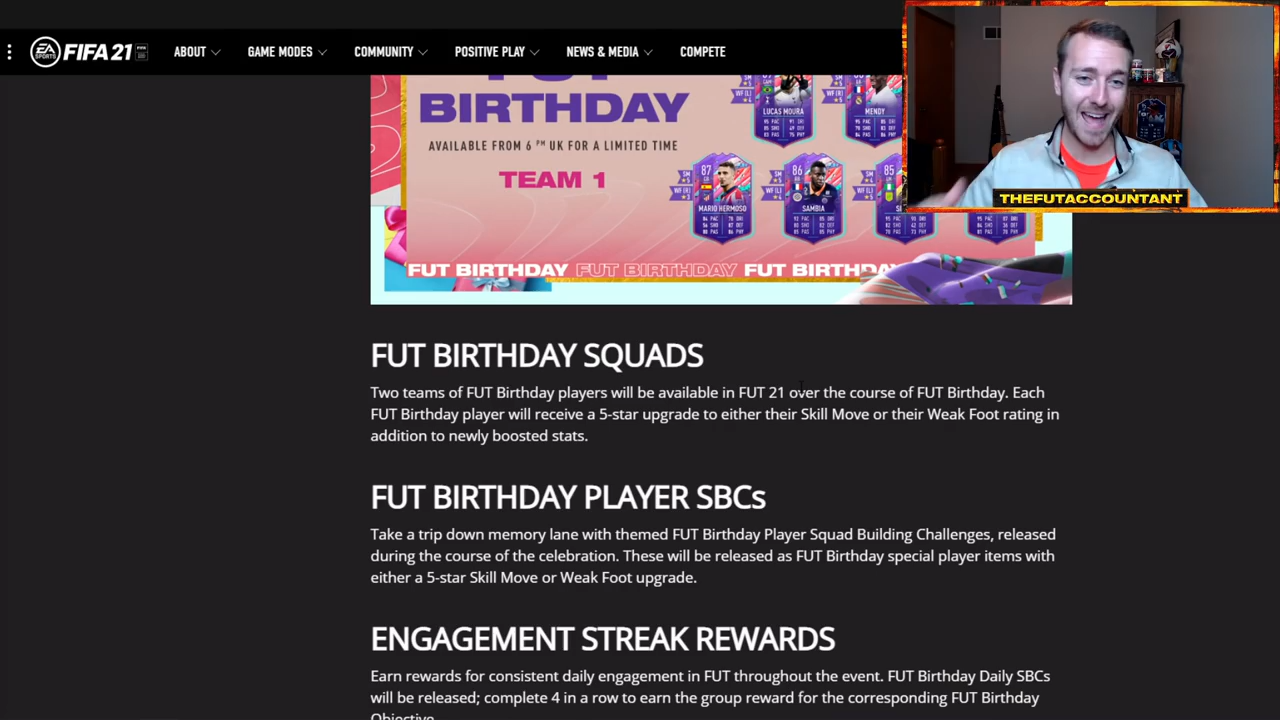 EA SPORTS FIFA 21 ABOUT GAME MODES COMMUNITY POSITIVE PLAY NEWS & MEDIA COMPETE
THEFUTACCOUNTANT
FUT
BIRTHDAY
AVAILABLE FROM 6 PM UK FOR A LIMITED TIME
TEAM 1
LUCAS MOURA
MENDY
87
MARIO HERMOSO
86
SAMBIA
85
FUT BIRTHDAY FUT BIRTHDAY FUT BIRTHDAY
FUT BIRTHDAY SQUADS
Two teams of FUT Birthday players will be available in FUT 21 over the course of FUT Birthday. Each
FUT Birthday player will receive a 5-star upgrade to either their Skill Move or their Weak Foot rating in
addition to newly boosted stats.
FUT BIRTHDAY PLAYER SBCs
Take a trip down memory lane with themed FUT Birthday Player Squad Building Challenges, released
during the course of the celebration. These will be released as FUT Birthday special player items with
either a 5-star Skill Move or Weak Foot upgrade.
ENGAGEMENT STREAK REWARDS
Earn rewards for consistent daily engagement in FUT throughout the event. FUT Birthday Daily SBCs
will be released; complete 4 in a row to earn the group reward for the corresponding FUT Birthday
Objective.